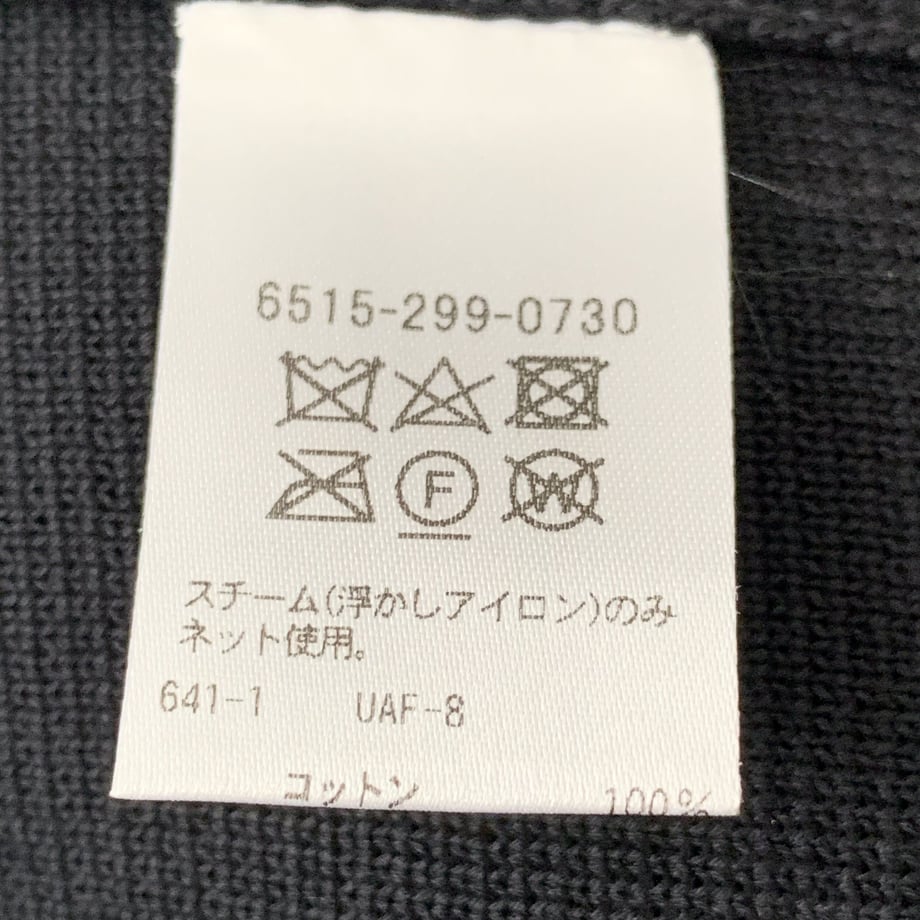 6515-299-0730
F
W
スチーム(浮かしアイロン)のみ
ネット使用。
641-1 UAF-8
コットン 100%